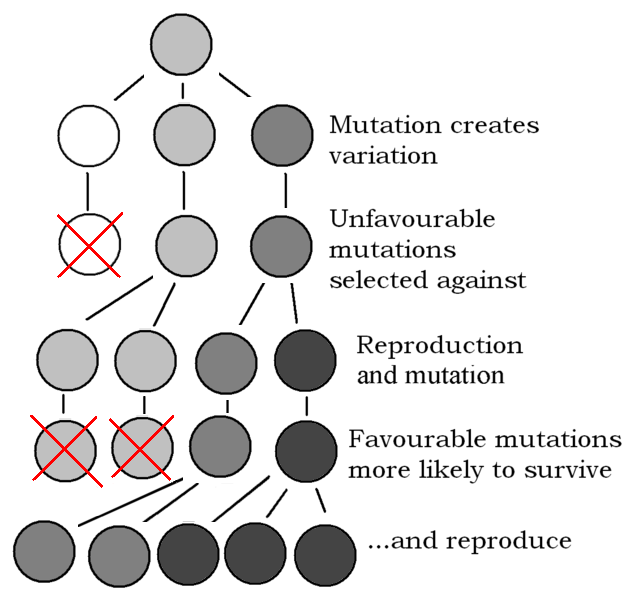 Mutation creates
variation
Unfavourable
mutations
selected against
Reproduction
and mutation
Favourable mutations
more likely to survive
...and reproduce